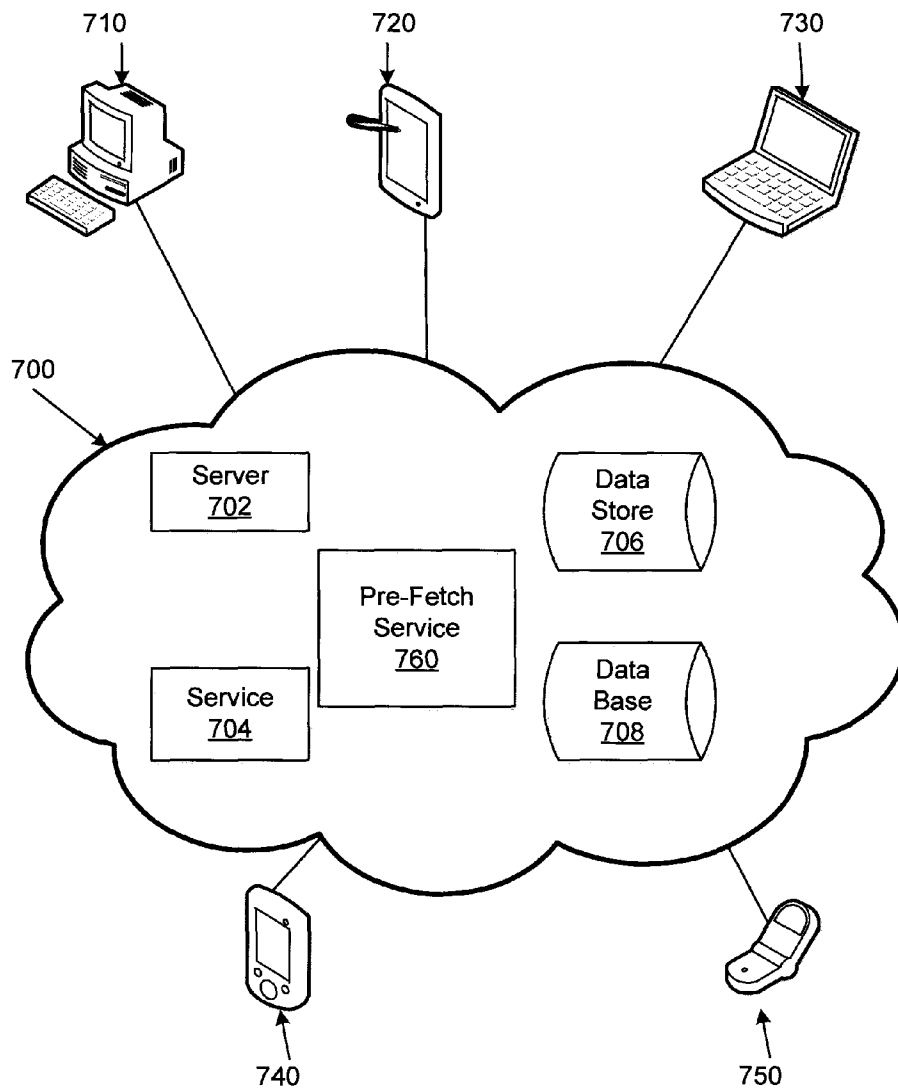 710
720
730
700
Server
702
Data
Store
706
Pre-Fetch
Service
760
Service
704
Data
Base
708
740
750